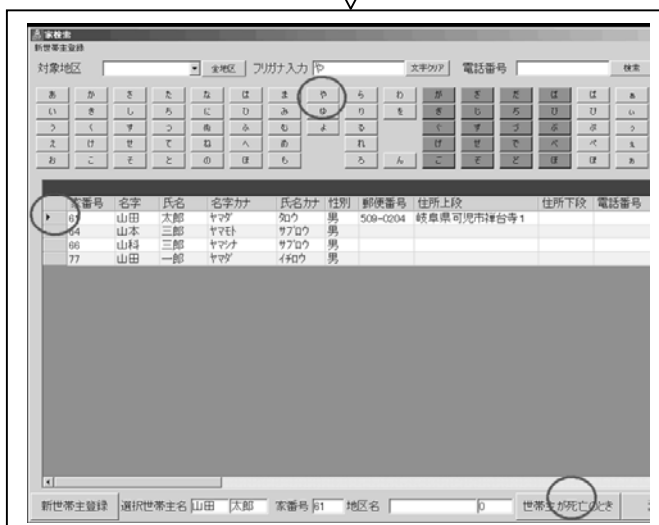 家検索
新世帯主登録
対象地区 全地区 フリガナ入力 や 文字クリア 電話番号 検索
あ か さ た な は ま や ら わ が ざ だ ば ぱ ぁ
い き し ち に ひ み ゆ り を ぎ じ ぢ び ぴ ぃ
う く す つ ぬ ふ む よ る ぐ ず づ ぶ ぷ ぅ
え け せ て ね へ め れ げ ぜ で べ ぺ ぇ
お こ そ と の ほ も ろ ん ご ぞ ど ぼ ぽ ぉ
家番号 名字 氏名 名字カナ 氏名カナ 性別 郵便番号 住所上段 住所下段 電話番号
61 山田 太郎 ヤマダ タロウ 男 509-0204 岐阜県可児市禅台寺1
64 山本 三郎 ヤマモト サブロウ 男
66 山科 三郎 ヤマシナ サブロウ 男
77 山田 一郎 ヤマダ イチロウ 男
新世帯主登録 選択世帯主名 山田 太郎 家番号 61 地区名 0 世帯主が死亡のとき